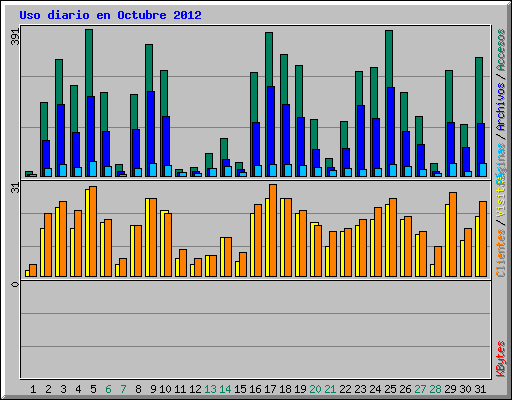 Uso diario en Octubre 2012
391
31
0
Accesos
/ Archivos /
Páginas
Visitas
Clientes /
KBytes
1 2 3 4 5 6 7 8 9 10 11 12 13 14 15 16 17 18 19 20 21 22 23 24 25 26 27 28 29 30 31